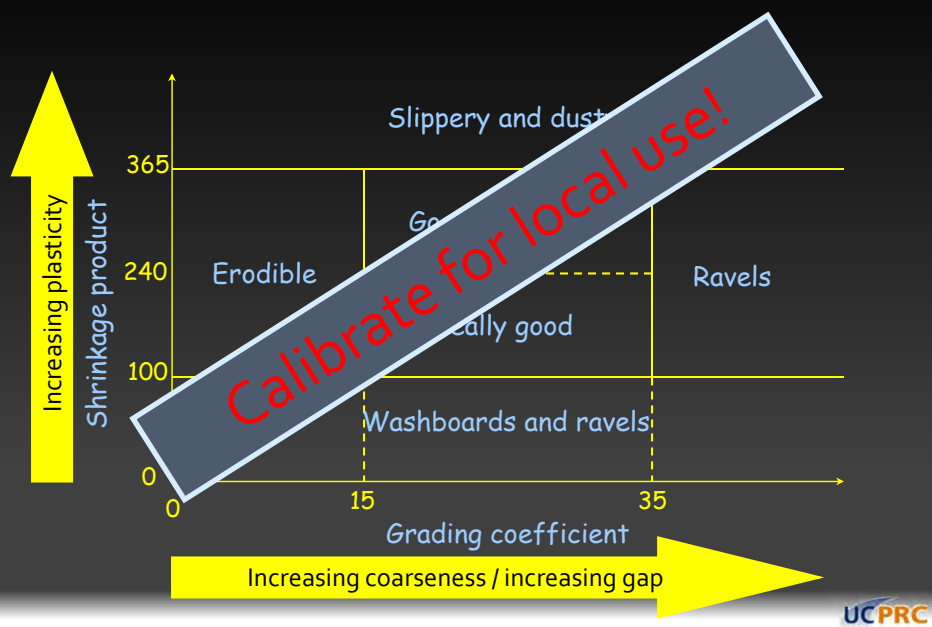 Slippery and dust
365
Go
Calibrate for local use!
Increasing plasticity
Shrinkage product
240
Erodible
Ravels
cally good
100
Washboards and ravels
0
0
15
35
Grading coefficient
Increasing coarseness / increasing gap
UCPRC